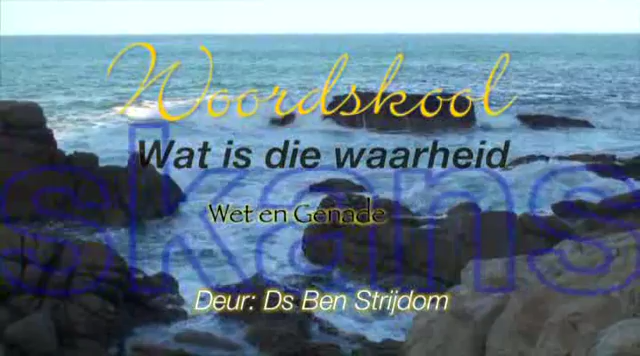 Woordskool
Wat is die waarheid
skans
Wet en Genade
Deur: Ds Ben Strijdom